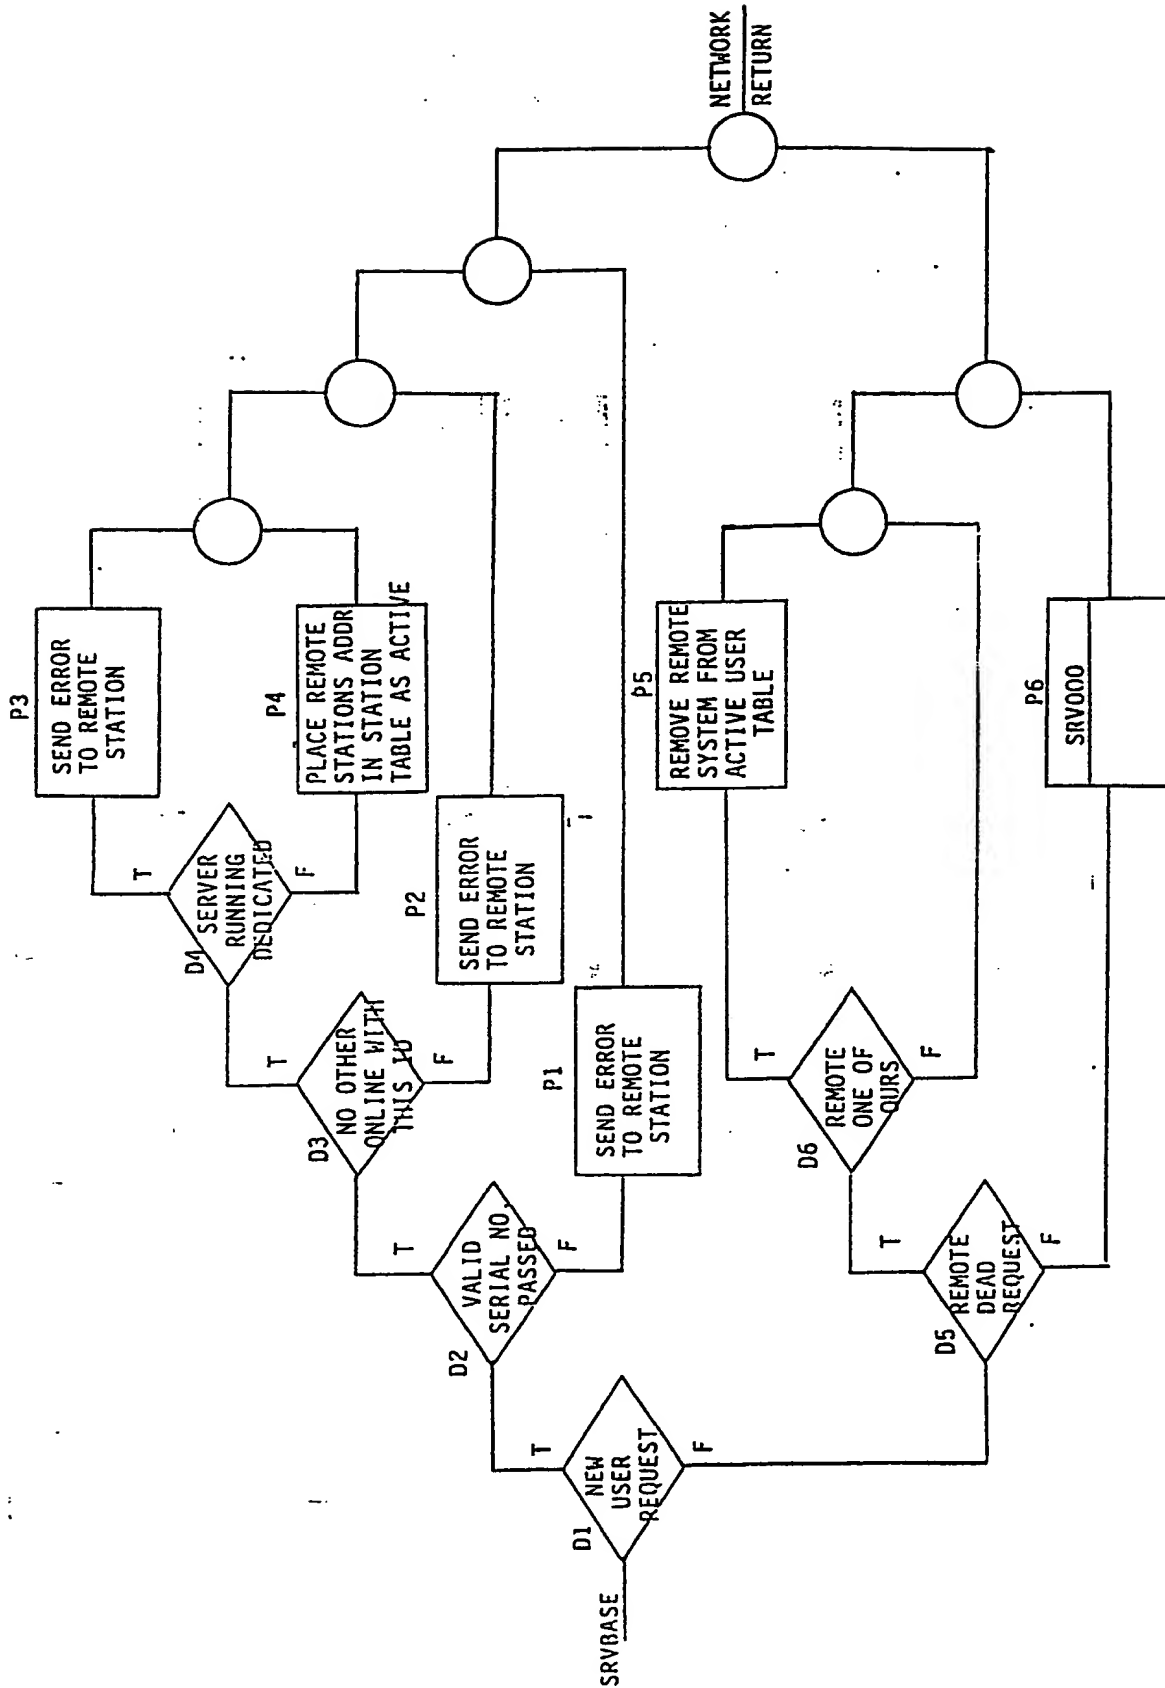 SRVBASE
D1
NEW
USER
REQUEST
T
F
D2
VALID
SERIAL NO.
PASSED
T
F
D3
NO OTHER
ONLINE WITH
THIS ID
T
F
D4
SERVER
RUNNING
DEDICATED
T
F
P3
SEND ERROR
TO REMOTE
STATION
P4
PLACE REMOTE
STATIONS ADDR
IN STATION
TABLE AS ACTIVE
P2
SEND ERROR
TO REMOTE
STATION
P1
SEND ERROR
TO REMOTE
STATION
D5
REMOTE
DEAD
REQUEST
T
F
D6
REMOTE
ONE OF
OURS
T
F
P5
REMOVE REMOTE
SYSTEM FROM
ACTIVE USER
TABLE
P6
SRV000
NETWORK
RETURN